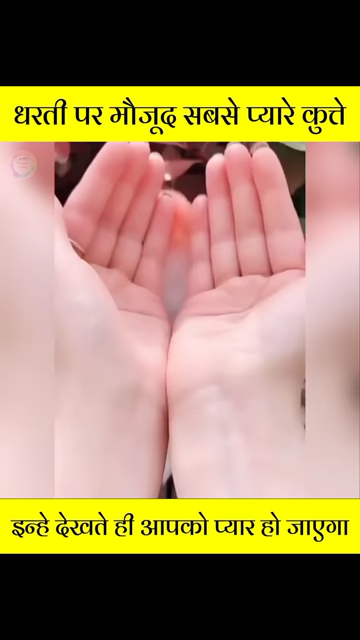 धरती पर मौजूद सबसे प्यारे कुत्ते
इन्हे देखते ही आपको प्यार हो जाएगा